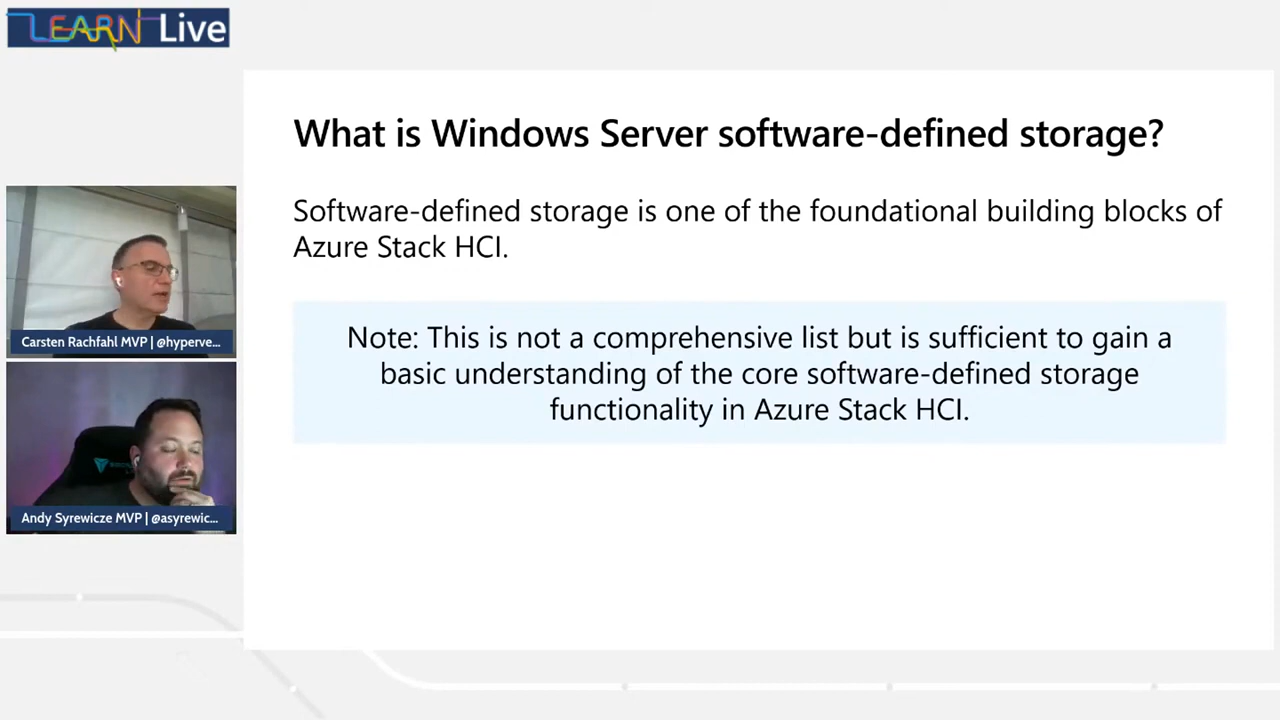 LEARN Live
What is Windows Server software-defined storage?
Software-defined storage is one of the foundational building blocks of
Azure Stack HCI.
Note: This is not a comprehensive list but is sufficient to gain a
basic understanding of the core software-defined storage
functionality in Azure Stack HCI.
Carsten Rachfahl MVP | @hyperve...
Andy Syrewicze MVP | @asyrewic...